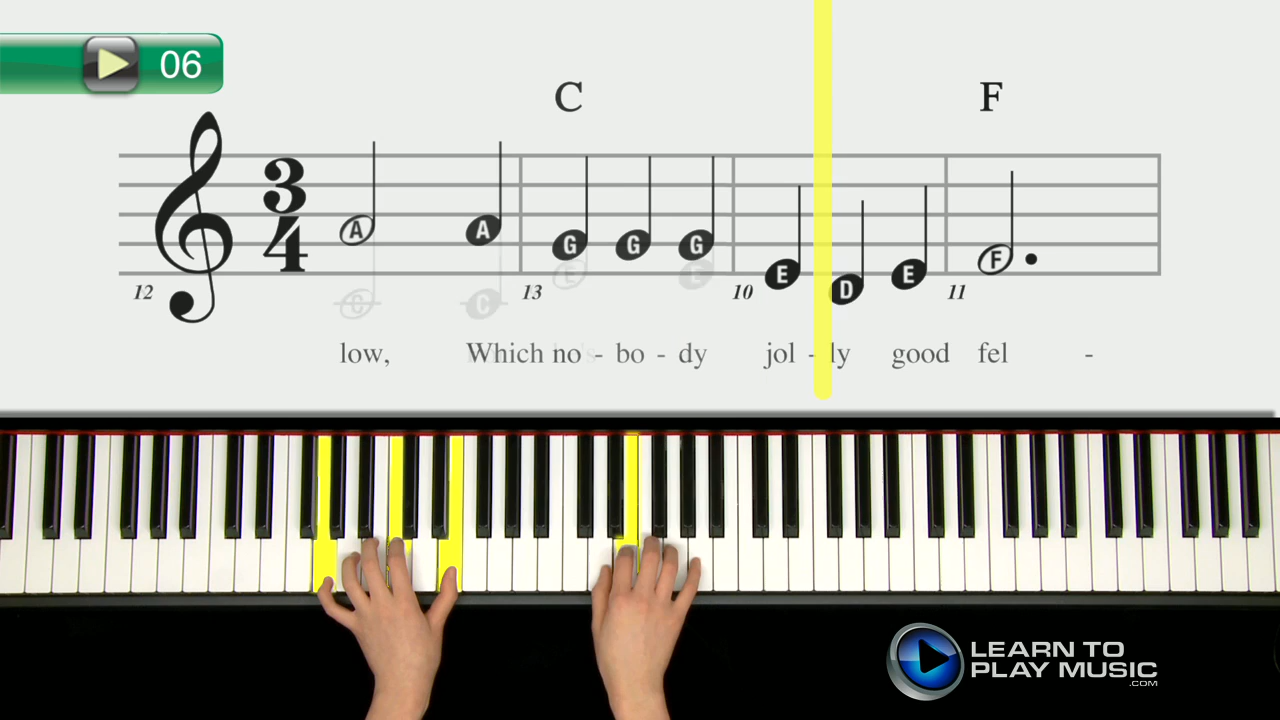 06
C F
3
4
A A G G G E D E F
E E
C C
12 13 10 11
low, Which no - bo - dy jol - ly good fel -
LEARN TO
PLAY MUSIC
.COM